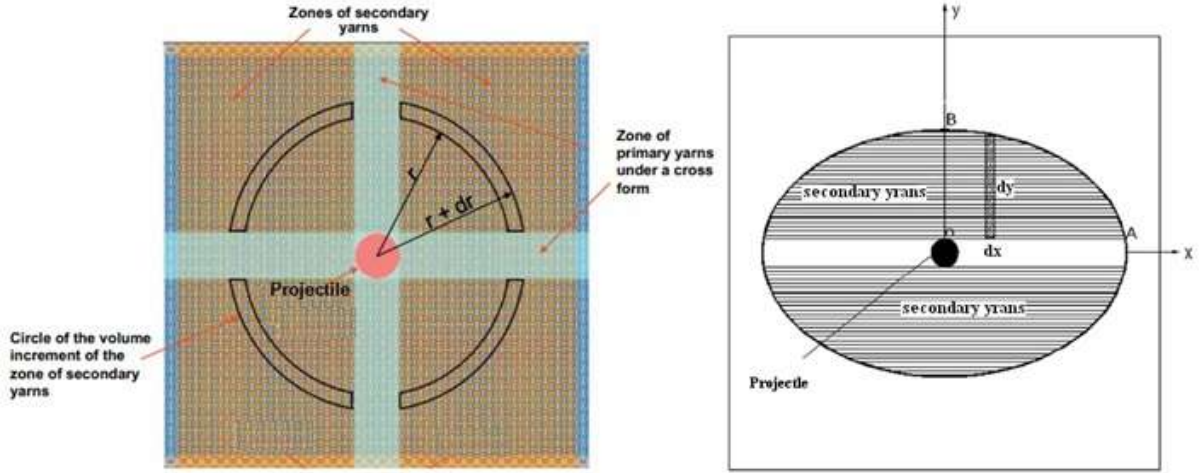 Zones of secondary
yarns
Zone of
primary yarns
under a cross
form
r
r + dr
Projectile
Circle of the volume
increment of the
zone of secondary
yarns
y
B
secondary yrans
dy
A
x
dx
secondary yrans
Projectile